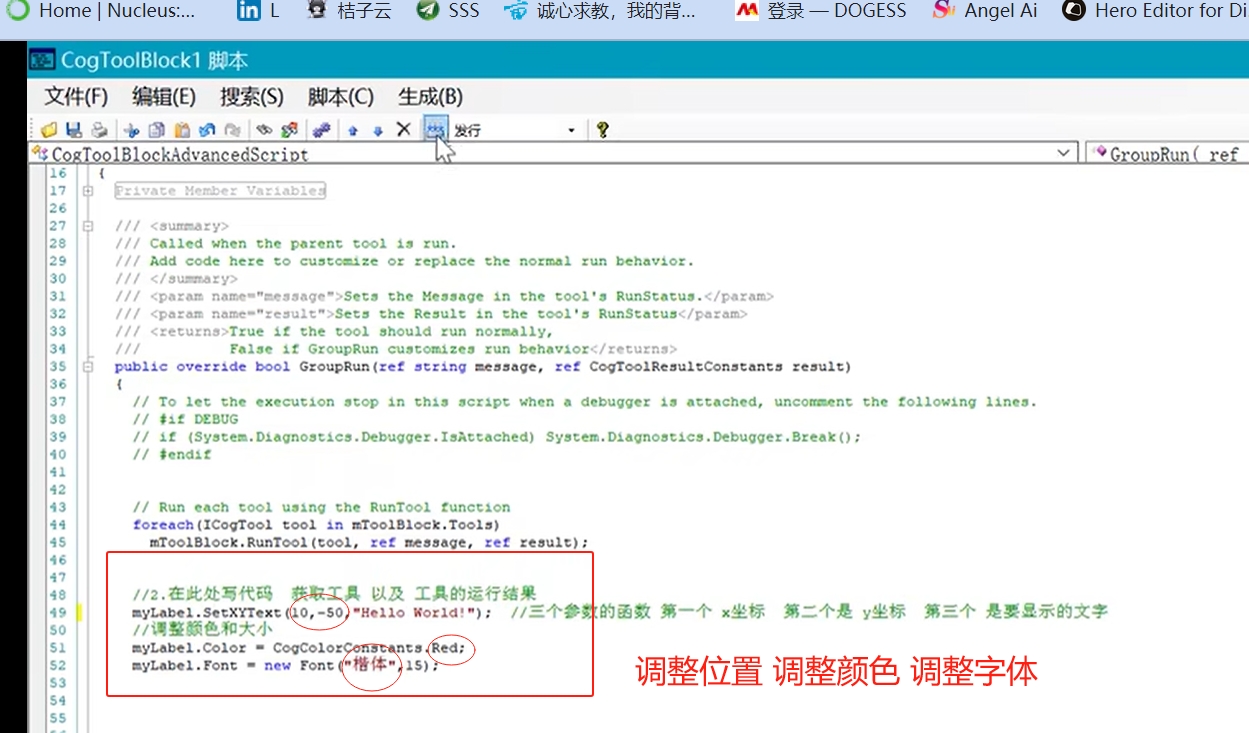 Home | Nucleus:...
L
桔子云
SSS
诚心求教，我的背...
登录 — DOGESS
Angel Ai
Hero Editor for Di
CogToolBlock1 脚本
文件(F) 编辑(E) 搜索(S) 脚本(C) 生成(B)
发行
CogToolBlockAdvancedScript
GroupRun( ref
16 {
17 Private Member Variables
26
27 /// <summary>
28 /// Called when the parent tool is run.
29 /// Add code here to customize or replace the normal run behavior.
30 /// </summary>
31 /// <param name="message">Sets the Message in the tool's RunStatus.</param>
32 /// <param name="result">Sets the Result in the tool's RunStatus</param>
33 /// <returns>True if the tool should run normally,
34 /// False if GroupRun customizes run behavior</returns>
35 public override bool GroupRun(ref string message, ref CogToolResultConstants result)
36 {
37 // To let the execution stop in this script when a debugger is attached, uncomment the following lines.
38 // #if DEBUG
39 // if (System.Diagnostics.Debugger.IsAttached) System.Diagnostics.Debugger.Break();
40 // #endif
41
42
43 // Run each tool using the RunTool function
44 foreach(ICogTool tool in mToolBlock.Tools)
45 mToolBlock.RunTool(tool, ref message, ref result);
46
47
48 //2.在此处写代码 获取工具 以及 工具的运行结果
49 myLabel.SetXYText(10,-50,"Hello World!"); //三个参数的函数 第一个 x坐标 第二个是 y坐标 第三个 是要显示的文字
50 //调整颜色和大小
51 myLabel.Color = CogColorConstants.Red;
52 myLabel.Font = new Font("楷体",15);
53
54
55
调整位置 调整颜色 调整字体